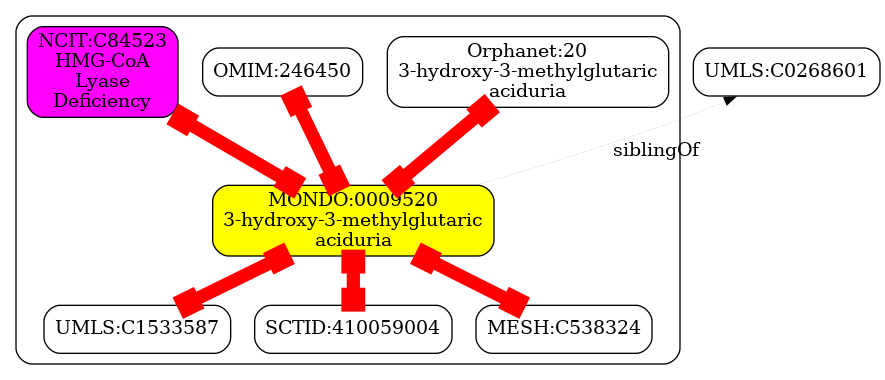 NCIT:C84523
HMG-CoA
Lyase
Deficiency
OMIM:246450
Orphanet:20
3-hydroxy-3-methylglutaric
aciduria
UMLS:C0268601
siblingOf
MONDO:0009520
3-hydroxy-3-methylglutaric
aciduria
UMLS:C1533587
SCTID:410059004
MESH:C538324